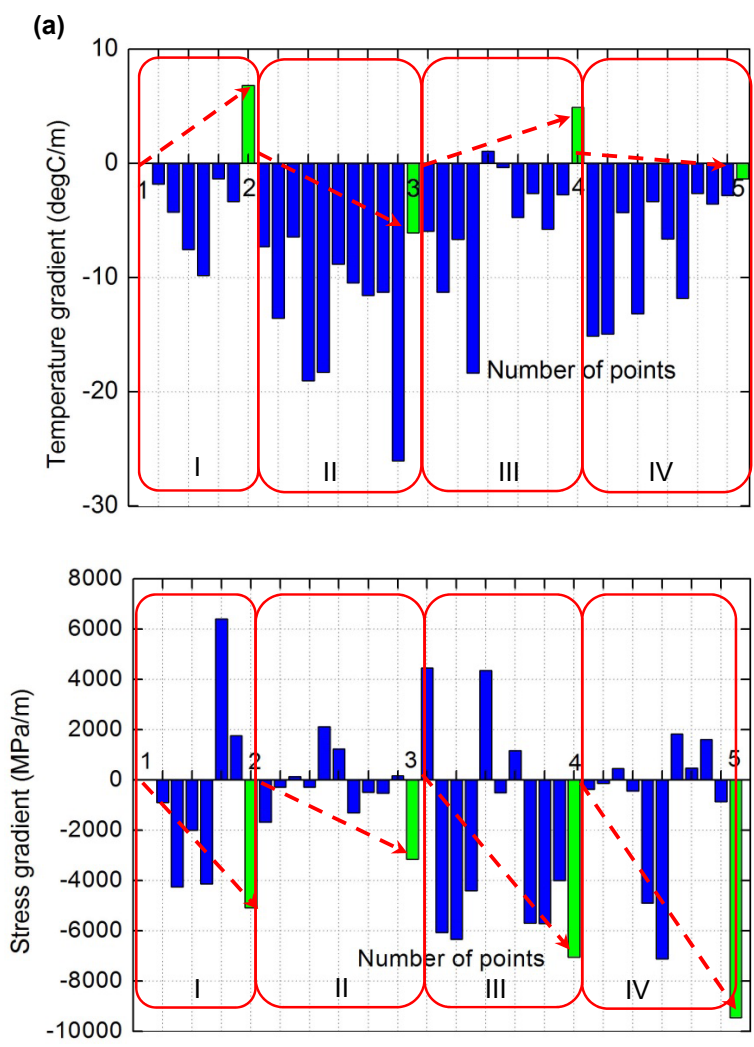 (a)
Temperature gradient (degC/m)
10
0
-10
-20
-30
1
2
3
4
5
Number of points
I
II
III
IV
Stress gradient (MPa/m)
8000
6000
4000
2000
0
-2000
-4000
-6000
-8000
-10000
1
2
3
4
5
Number of points
I
II
III
IV